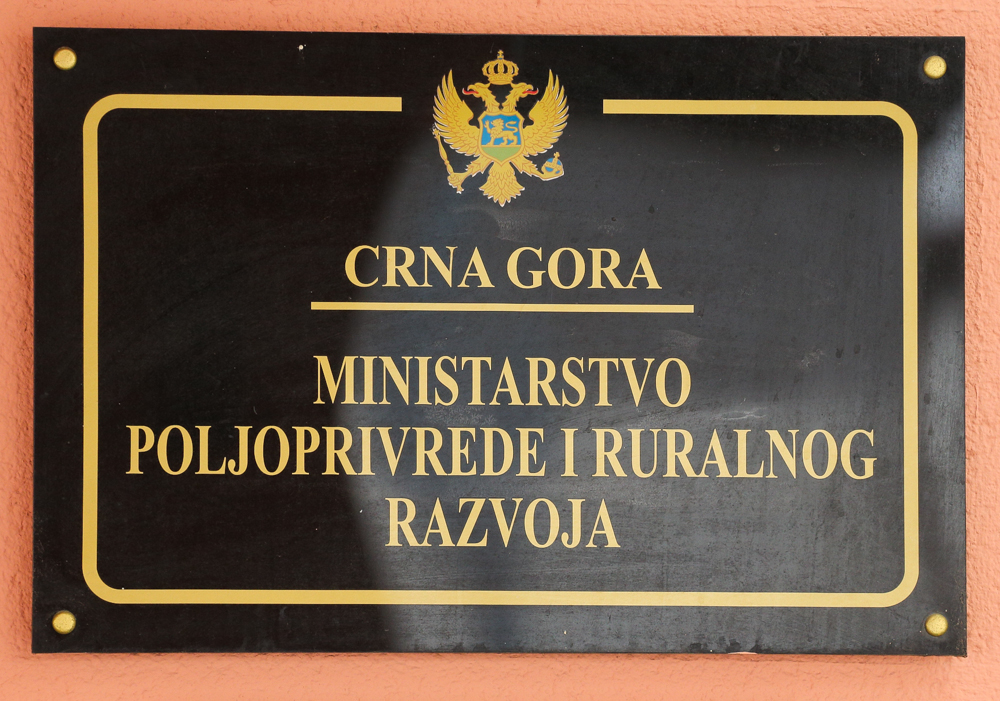 CRNA GORA
MINISTARSTVO
POLJOPRIVREDE I RURALNOG
RAZVOJA